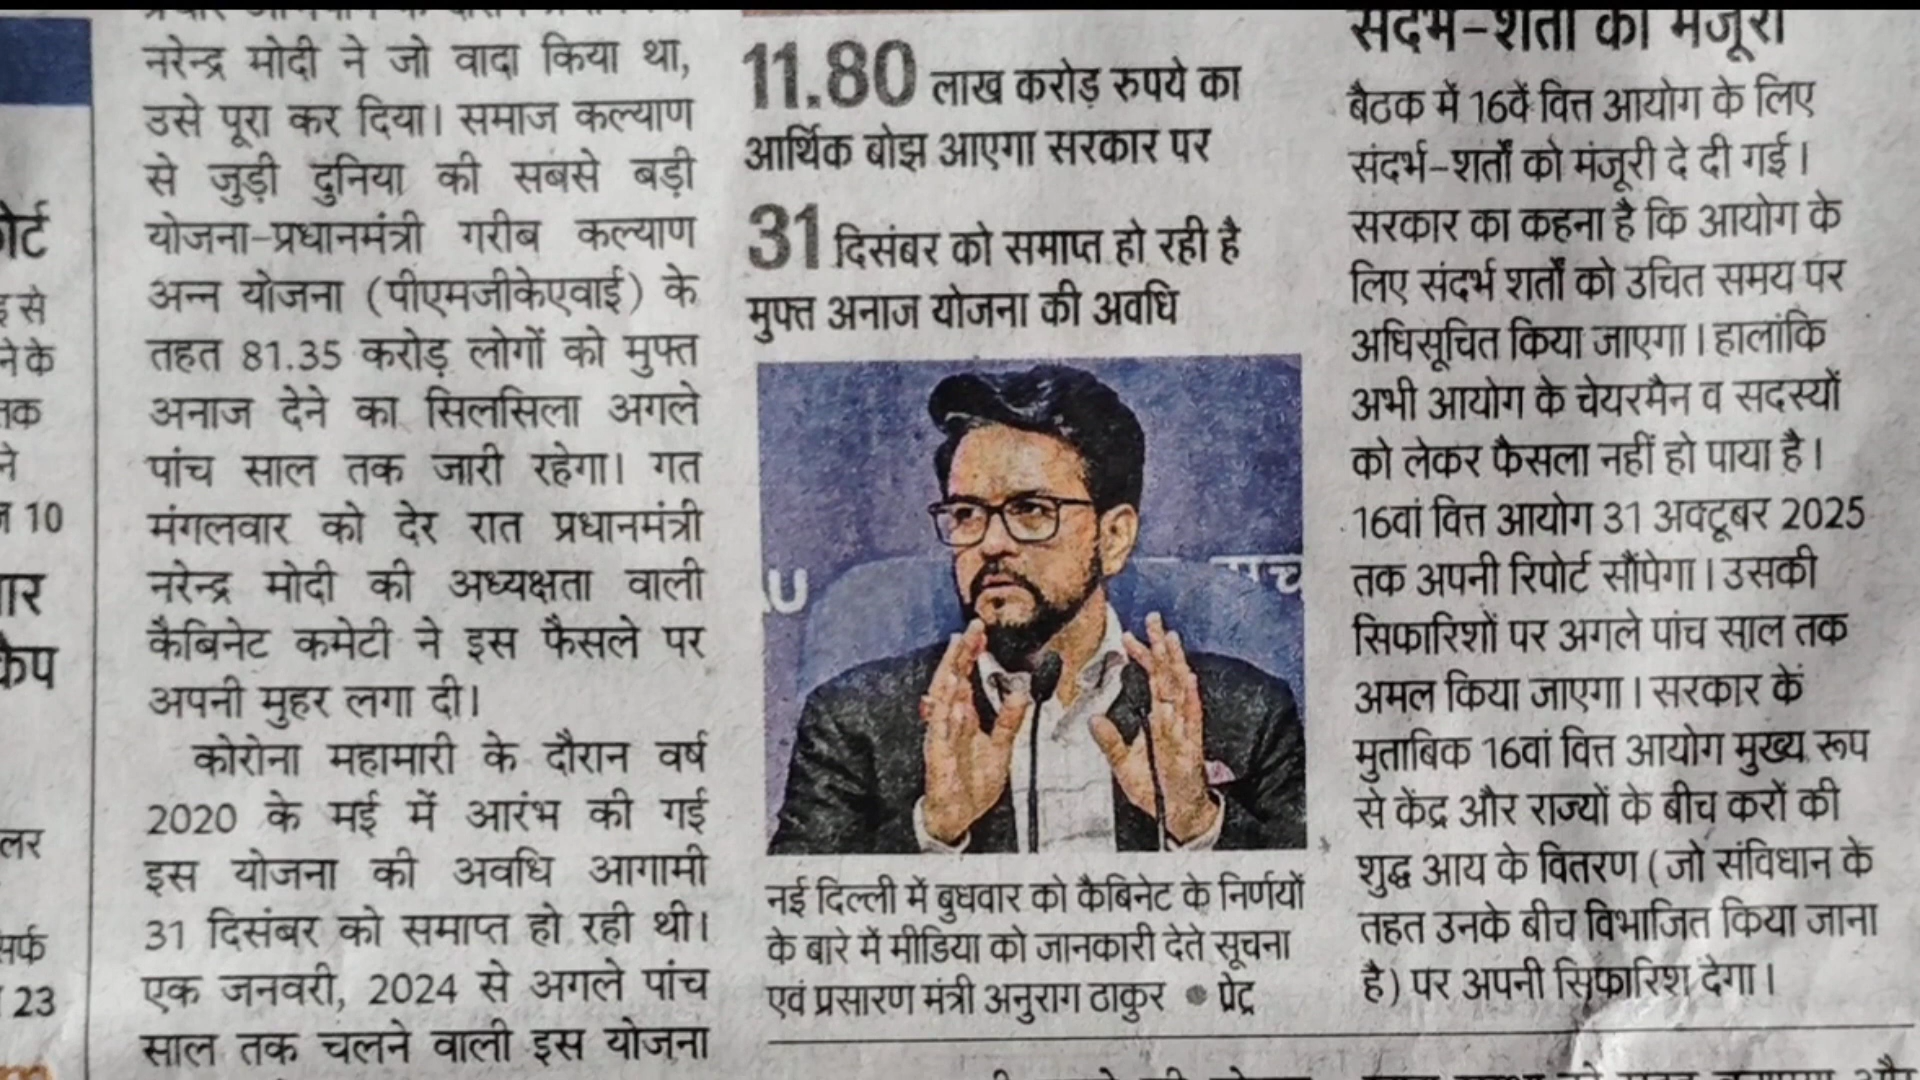 नरेन्द्र मोदी ने जो वादा किया था,
उसे पूरा कर दिया। समाज कल्याण
से जुड़ी दुनिया की सबसे बड़ी
योजना-प्रधानमंत्री गरीब कल्याण
अन्न योजना (पीएमजीकेएवाई) के
तहत 81.35 करोड़ लोगों को मुफ्त
अनाज देने का सिलसिला अगले
पांच साल तक जारी रहेगा। गत
मंगलवार को देर रात प्रधानमंत्री
नरेन्द्र मोदी की अध्यक्षता वाली
कैबिनेट कमेटी ने इस फैसले पर
अपनी मुहर लगा दी।
कोरोना महामारी के दौरान वर्ष
2020 के मई में आरंभ की गई
इस योजना की अवधि आगामी
31 दिसंबर को समाप्त हो रही थी।
एक जनवरी, 2024 से अगले पांच
साल तक चलने वाली इस योजना
11.80 लाख करोड़ रुपये का
आर्थिक बोझ आएगा सरकार पर
31 दिसंबर को समाप्त हो रही है
मुफ्त अनाज योजना की अवधि
नई दिल्ली में बुधवार को कैबिनेट के निर्णयों
के बारे में मीडिया को जानकारी देते सूचना
एवं प्रसारण मंत्री अनुराग ठाकुर ● प्रेट्र
संदर्भ-शर्तों को मंजूरी
बैठक में 16वें वित्त आयोग के लिए
संदर्भ-शर्तों को मंजूरी दे दी गई।
सरकार का कहना है कि आयोग के
लिए संदर्भ शर्तों को उचित समय पर
अधिसूचित किया जाएगा। हालांकि
अभी आयोग के चेयरमैन व सदस्यों
को लेकर फैसला नहीं हो पाया है।
16वां वित्त आयोग 31 अक्टूबर 2025
तक अपनी रिपोर्ट सौंपेगा। उसकी
सिफारिशों पर अगले पांच साल तक
अमल किया जाएगा। सरकार के
मुताबिक 16वां वित्त आयोग मुख्य रूप
से केंद्र और राज्यों के बीच करों की
शुद्ध आय के वितरण (जो संविधान के
तहत उनके बीच विभाजित किया जाना
है) पर अपनी सिफारिश देगा।